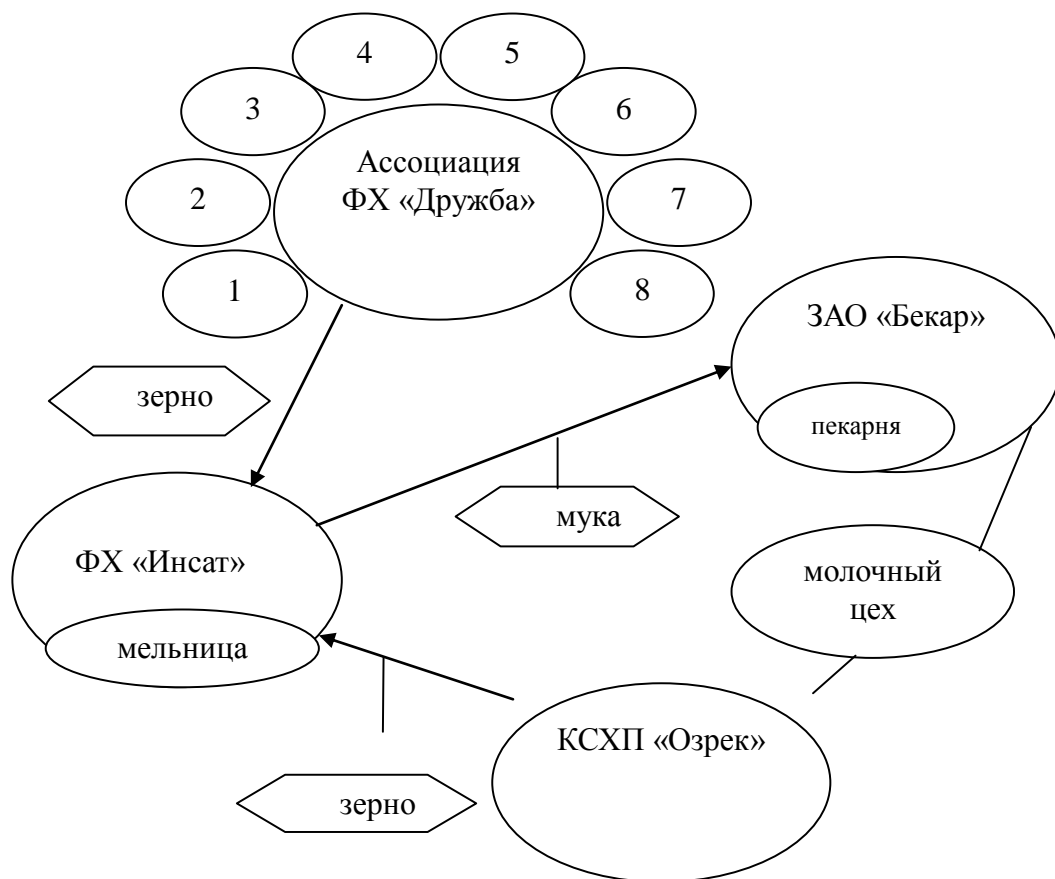 4
5
3
6
Ассоциация
ФХ «Дружба»
2
7
1
8
ЗАО «Бекар»
зерно
пекарня
мука
ФХ «Инсат»
молочный
цех
мельница
КСХП «Озрек»
зерно